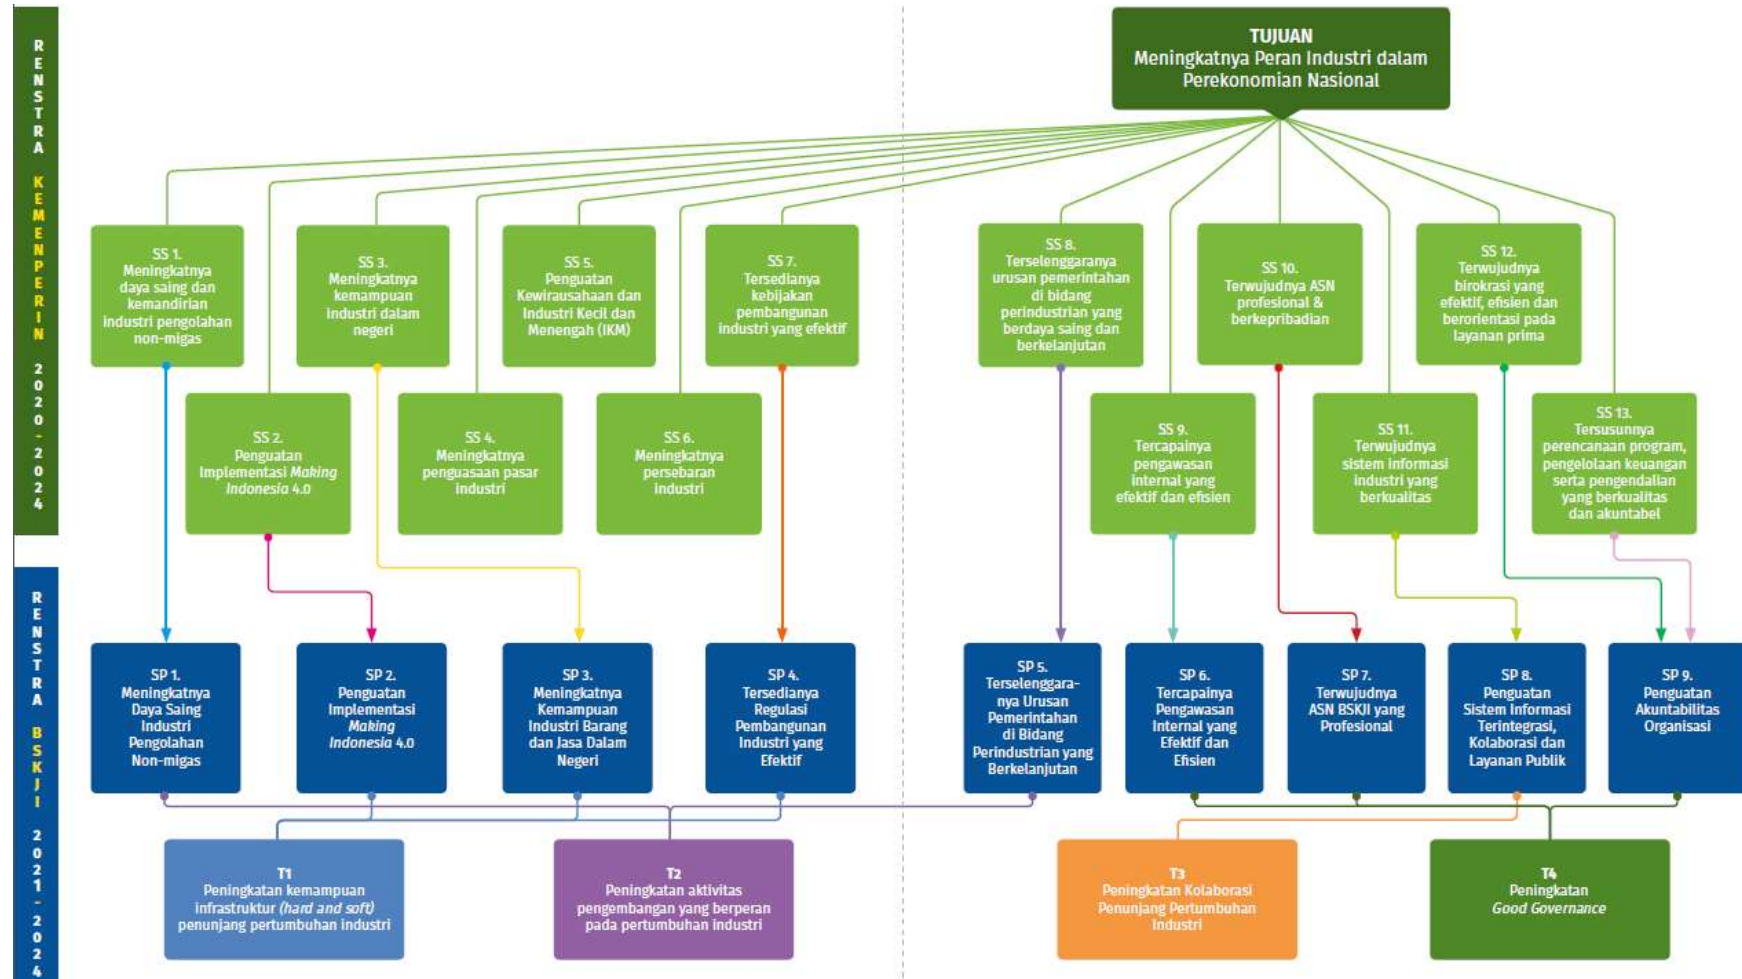 RENSTRA KEMENPERIN 2020-2024
TUJUAN
Meningkatnya Peran Industri dalam
Perekonomian Nasional
SS 1.
Meningkatnya
daya saing dan
kemandirian
industri pengolahan
non-migas
SS 3.
Meningkatnya
kemampuan
industri dalam
negeri
SS 5.
Penguatan
Kewirausahaan dan
Industri Kecil dan
Menengah (IKM)
SS 7.
Tersedianya
kebijakan
pembangunan
industri yang efektif
SS 8.
Terselenggaranya
urusan pemerintahan
di bidang
perindustrian yang
berdaya saing dan
berkelanjutan
SS 10.
Terwujudnya ASN
profesional &
berkepribadian
SS 12.
Terwujudnya
birokrasi yang
efektif, efisien dan
berorientasi pada
layanan prima
SS 2.
Penguatan
Implementasi Making
Indonesia 4.0
SS 4.
Meningkatnya
penguasaan pasar
industri
SS 6.
Meningkatnya
persebaran
industri
SS 9.
Tercapainya
pengawasan
internal yang
efektif dan efisien
SS 11.
Terwujudnya
sistem informasi
industri yang
berkualitas
SS 13.
Tersusunnya
perencanaan program,
pengelolaan keuangan
serta pengendalian
yang berkualitas
dan akuntabel
RENSTRA BSKJI 2021-2024
SP 1.
Meningkatnya
Daya Saing
Industri
Pengolahan
Non-migas
SP 2.
Penguatan
Implementasi
Making
Indonesia 4.0
SP 3.
Meningkatnya
Kemampuan
Industri Barang
dan Jasa Dalam
Negeri
SP 4.
Tersedianya
Regulasi
Pembangunan
Industri yang
Efektif
SP 5.
Terselenggara-
nya Urusan
Pemerintahan
di Bidang
Perindustrian yang
Berkelanjutan
SP 6.
Tercapainya
Pengawasan
Internal yang
Efektif dan
Efisien
SP 7.
Terwujudnya
ASN BSKJI yang
Profesional
SP 8.
Penguatan
Sistem Informasi
Terintegrasi,
Kolaborasi dan
Layanan Publik
SP 9.
Penguatan
Akuntabilitas
Organisasi
T1
Peningkatan kemampuan
infrastruktur (hard and soft)
penunjang pertumbuhan industri
T2
Peningkatan aktivitas
pengembangan yang berperan
pada pertumbuhan industri
T3
Peningkatan Kolaborasi
Penunjang Pertumbuhan
Industri
T4
Peningkatan
Good Governance